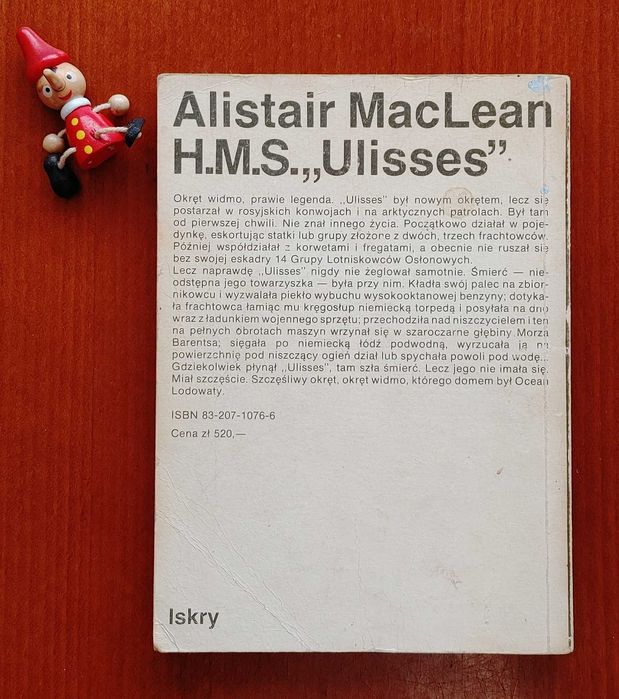 Alistair MacLean
H.M.S.,,Ulisses”
Okręt widmo, prawie legenda. ,,Ulisses” był nowym okrętem, lecz się
postarzał w rosyjskich konwojach i na arktycznych patrolach. Był tam
od pierwszej chwili. Nie znał innego życia. Początkowo działał w poje-
dynkę, eskortując statki lub grupy złożone z dwóch, trzech frachtowców.
Później współdziałał z korwetami i fregatami, a obecnie nie ruszał się
bez swojej eskadry 14 Grupy Lotniskowców Osłonowych.
Lecz naprawdę ,,Ulisses” nigdy nie żeglował samotnie. Śmierć — nie-
odstępna jego towarzyszka — była przy nim. Kładła swój palec na zbior-
nikowcu i wyzwalała piekło wybuchu wysokooktanowej benzyny; dotyka-
ła frachtowca łamiąc mu kręgosłup niemiecką torpedą i posyłała na dno
wraz z ładunkiem wojennego sprzętu; przechodziła nad niszczycielem i ten
na pełnych obrotach maszyn wrzynał się w szaroczarne głębiny Morza
Barentsa; sięgała po niemiecką łódź podwodną, wyrzucała ją na
powierzchnię pod niszczący ogień dział lub spychała powoli pod wodę...
Gdziekolwiek płynął ,,Ulisses”, tam szła śmierć. Lecz jego nie imała się.
Miał szczęście. Szczęśliwy okręt, okręt widmo, którego domem był Ocean
Lodowaty.
ISBN 83-207-1076-6
Cena zł 520,—
Iskry